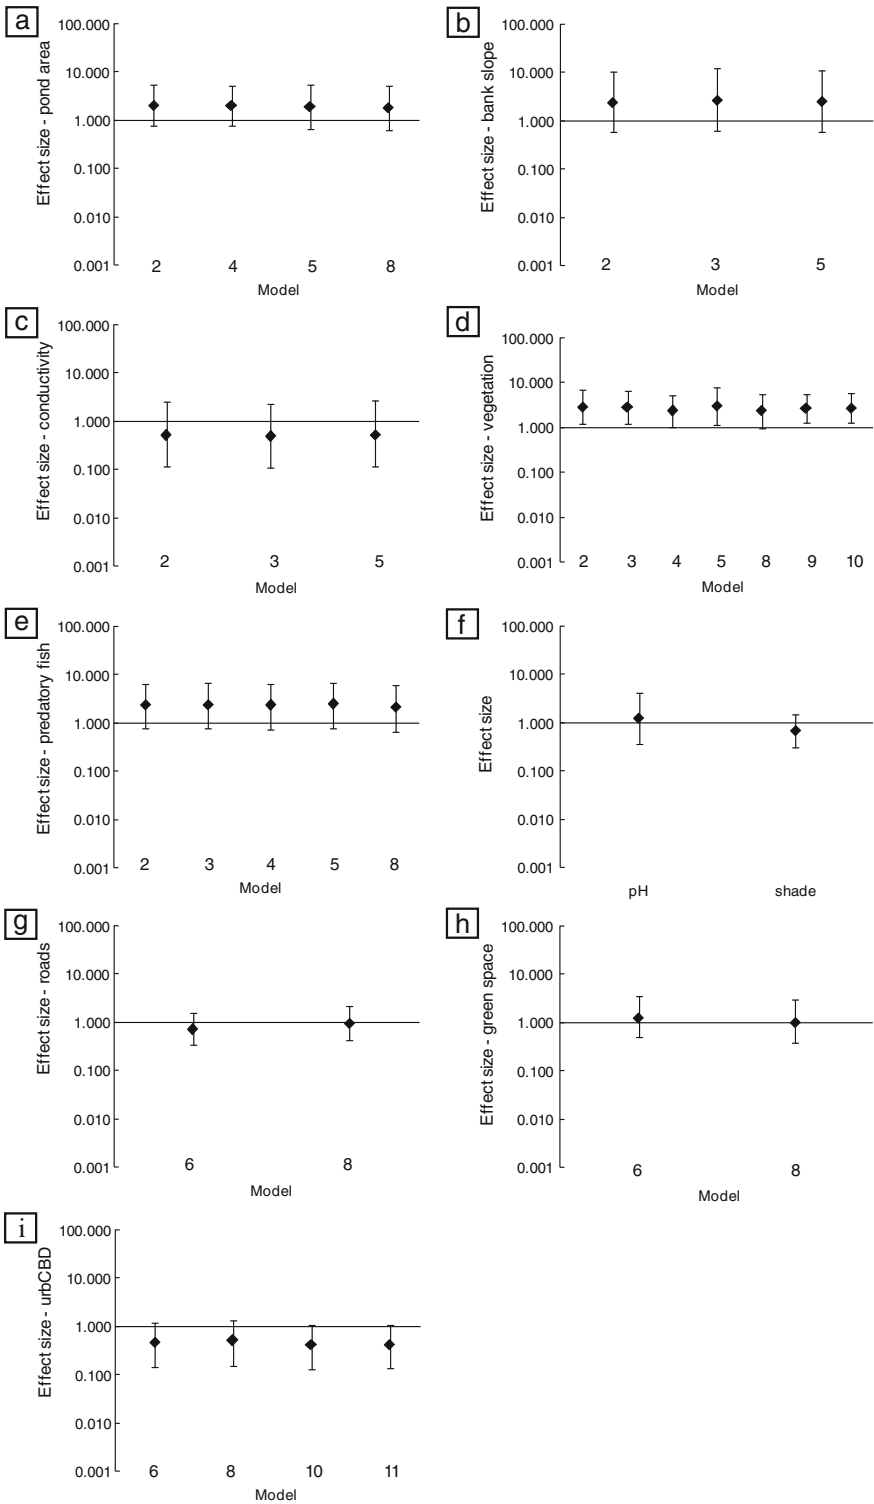 a
Effect size - pond area
100.000
10.000
1.000
0.100
0.010
0.001
2 4 5 8
Model
b
Effect size - bank slope
100.000
10.000
1.000
0.100
0.010
0.001
2 3 5
Model
c
Effect size - conductivity
100.000
10.000
1.000
0.100
0.010
0.001
2 3 5
Model
d
Effect size - vegetation
100.000
10.000
1.000
0.100
0.010
0.001
2 3 4 5 8 9 10
Model
e
Effect size- predatory fish
100.000
10.000
1.000
0.100
0.010
0.001
2 3 4 5 8
Model
f
Effect size
100.000
10.000
1.000
0.100
0.010
0.001
pH shade
g
Effect size- roads
100.000
10.000
1.000
0.100
0.010
0.001
6 8
Model
h
Effect size - green space
100.000
10.000
1.000
0.100
0.010
0.001
6 8
Model
i
Effect size - urbCBD
100.000
10.000
1.000
0.100
0.010
0.001
6 8 10 11
Model